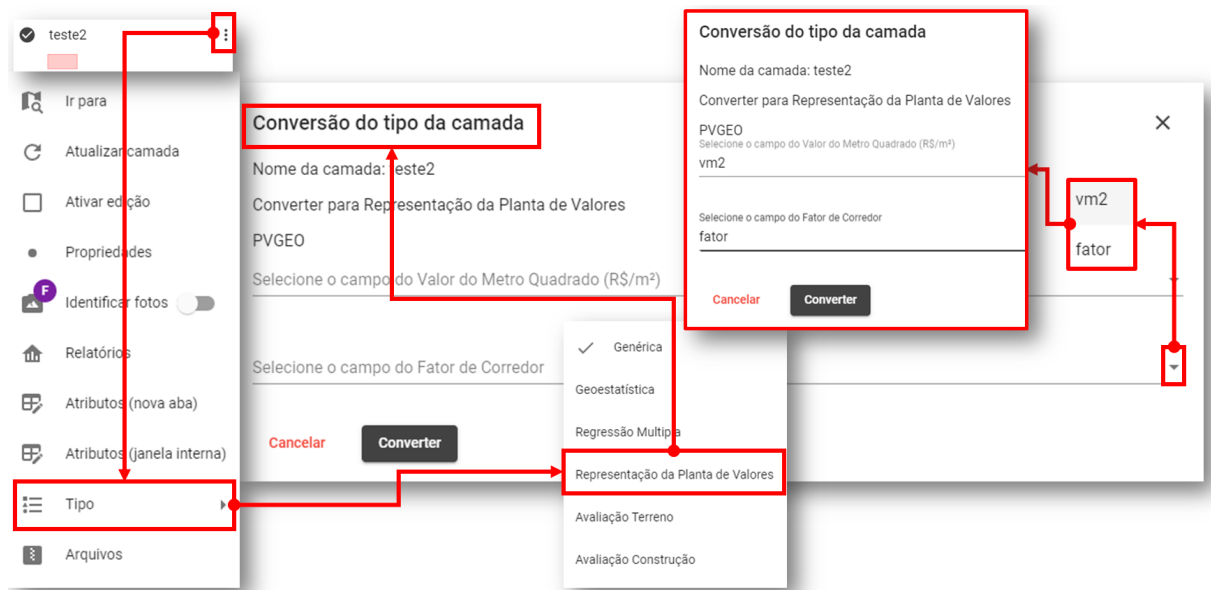 teste2
Ir para
Atualizar camada
Ativar edição
Propriedades
F
Identificar fotos
Relatórios
Atributos (nova aba)
Atributos (janela interna)
Tipo
Arquivos
Conversão do tipo da camada
Nome da camada: teste2
Converter para Representação da Planta de Valores
PVGEO
Selecione o campo do Valor do Metro Quadrado (R$/m²)
Selecione o campo do Fator de Corredor
Cancelar
Converter
Genérica
Geoestatística
Regressão Multipla
Representação da Planta de Valores
Avaliação Terreno
Avaliação Construção
Conversão do tipo da camada
Nome da camada: teste2
Converter para Representação da Planta de Valores
PVGEO
Selecione o campo do Valor do Metro Quadrado (R$/m²)
vm2
Selecione o campo do Fator de Corredor
fator
Cancelar
Converter
vm2
fator